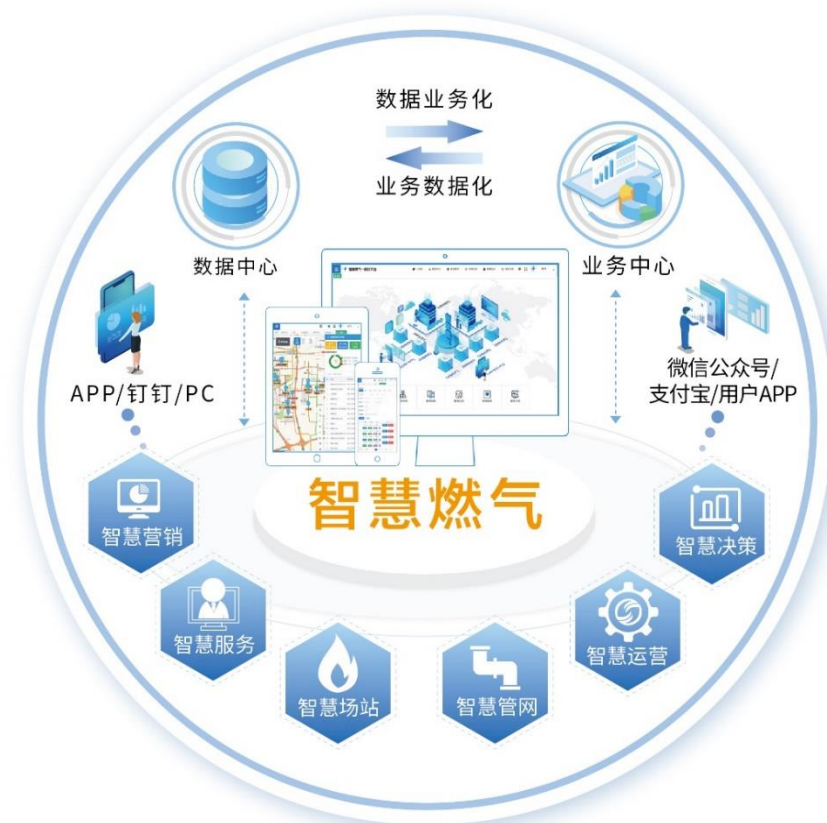 数据业务化
业务数据化
数据中心
业务中心
APP/钉钉/PC
微信公众号/
支付宝/用户APP
智慧燃气
智慧营销
智慧决策
智慧服务
智慧运营
智慧场站
智慧管网